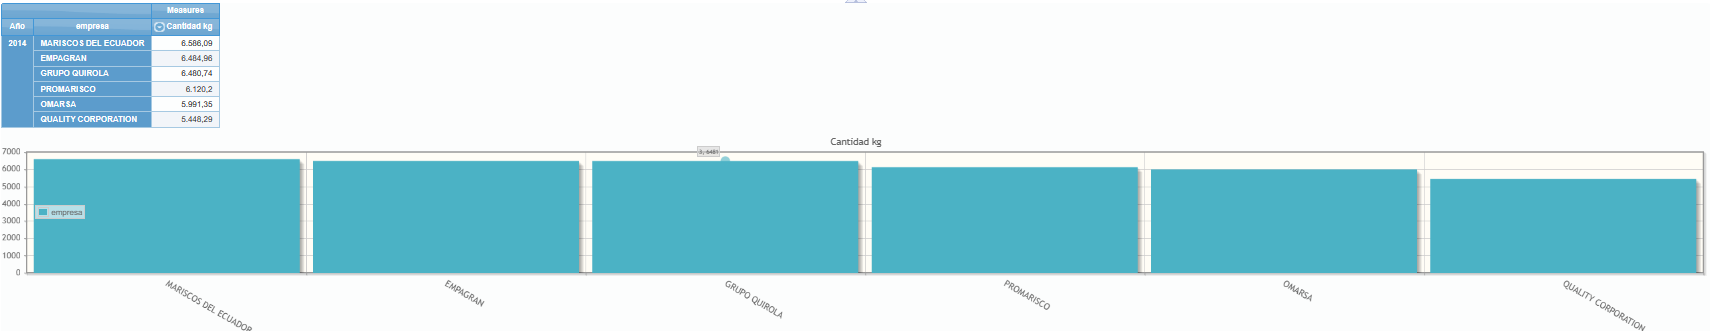 Measures
Año empresa Cantidad kg
2014 MARISCOS DEL ECUADOR 6.586,09
EMPAGRAN 6.484,96
GRUPO QUIROLA 6.480,74
PROMARISCO 6.120,2
OMARSA 5.991,35
QUALITY CORPORATION 5.448,29
Cantidad kg
7000
3, 6481
6000
5000
4000
empresa
3000
2000
1000
0
MARISCOS DEL ECUADOR
EMPAGRAN
GRUPO QUIROLA
PROMARISCO
OMARSA
QUALITY CORPORATION